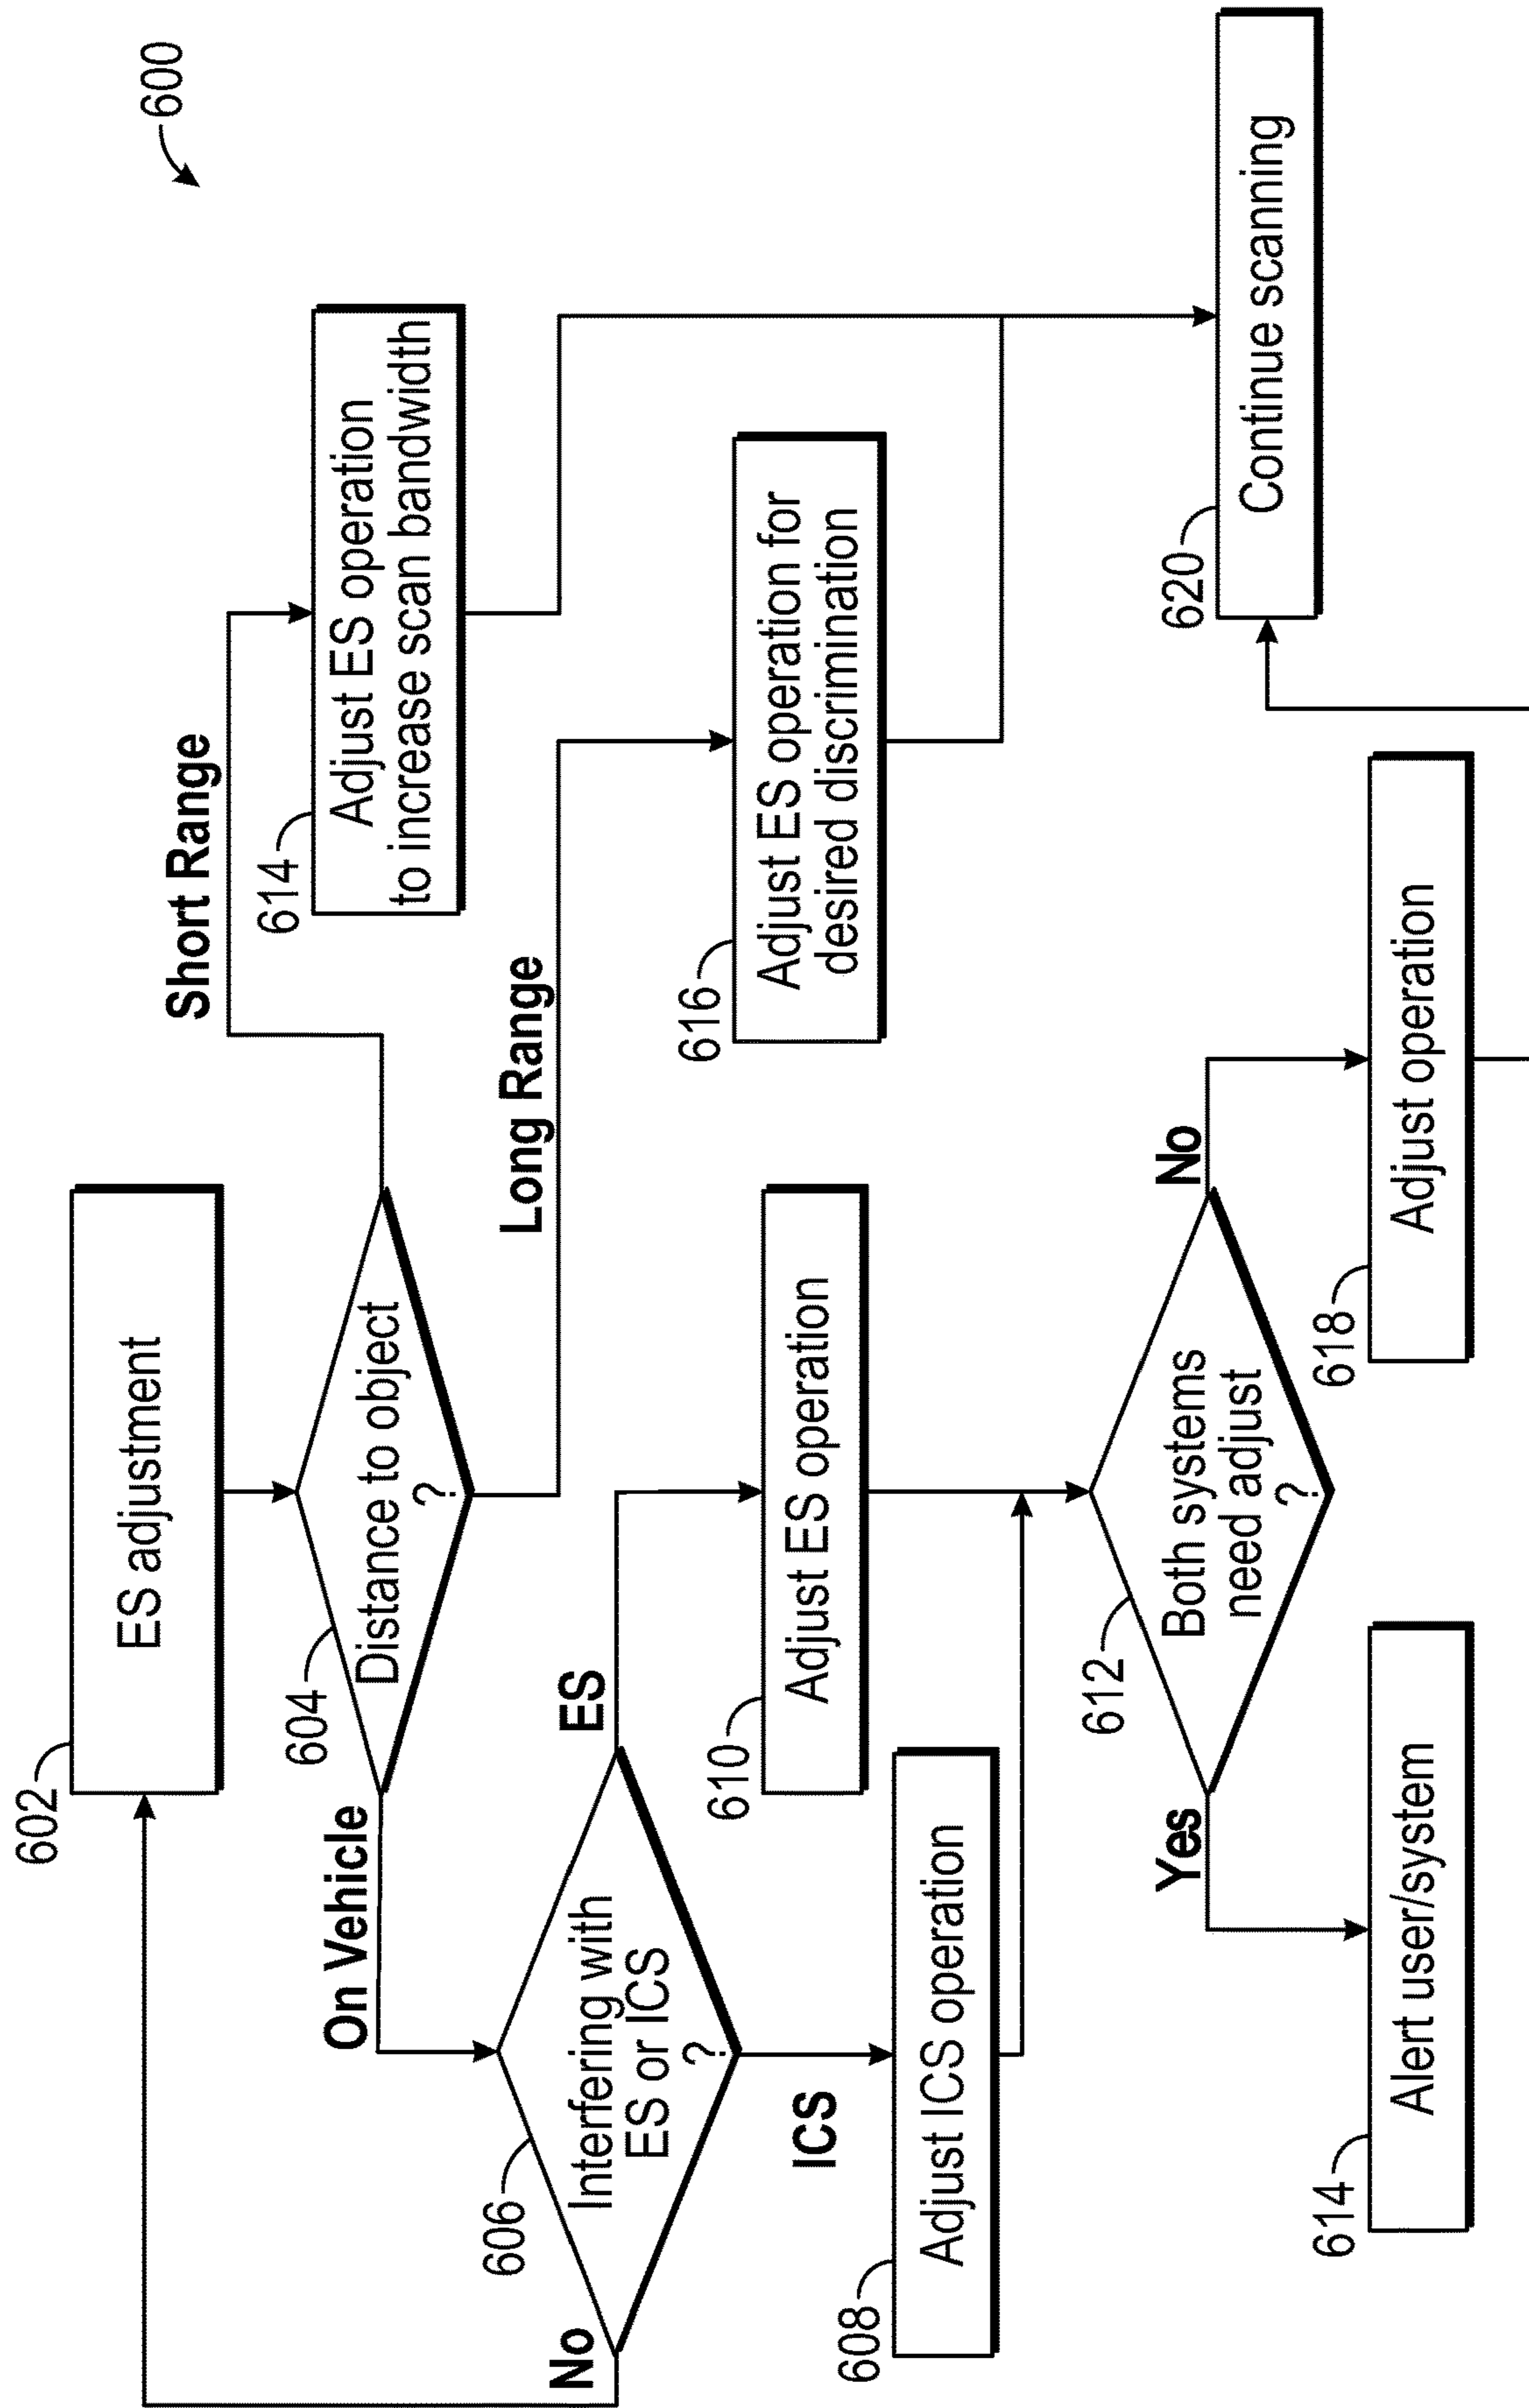 600
602
ES adjustment
604
Distance to object
?
On Vehicle
Short Range
Long Range
614
Adjust ES operation
to increase scan bandwidth
606
Interfering with
ES or ICS
?
No
ES
ICS
616
Adjust ES operation for
desired discrimination
610
Adjust ES operation
608
Adjust ICS operation
612
Both systems
need adjust
?
Yes
No
614
Alert user/system
618
Adjust operation
620
Continue scanning